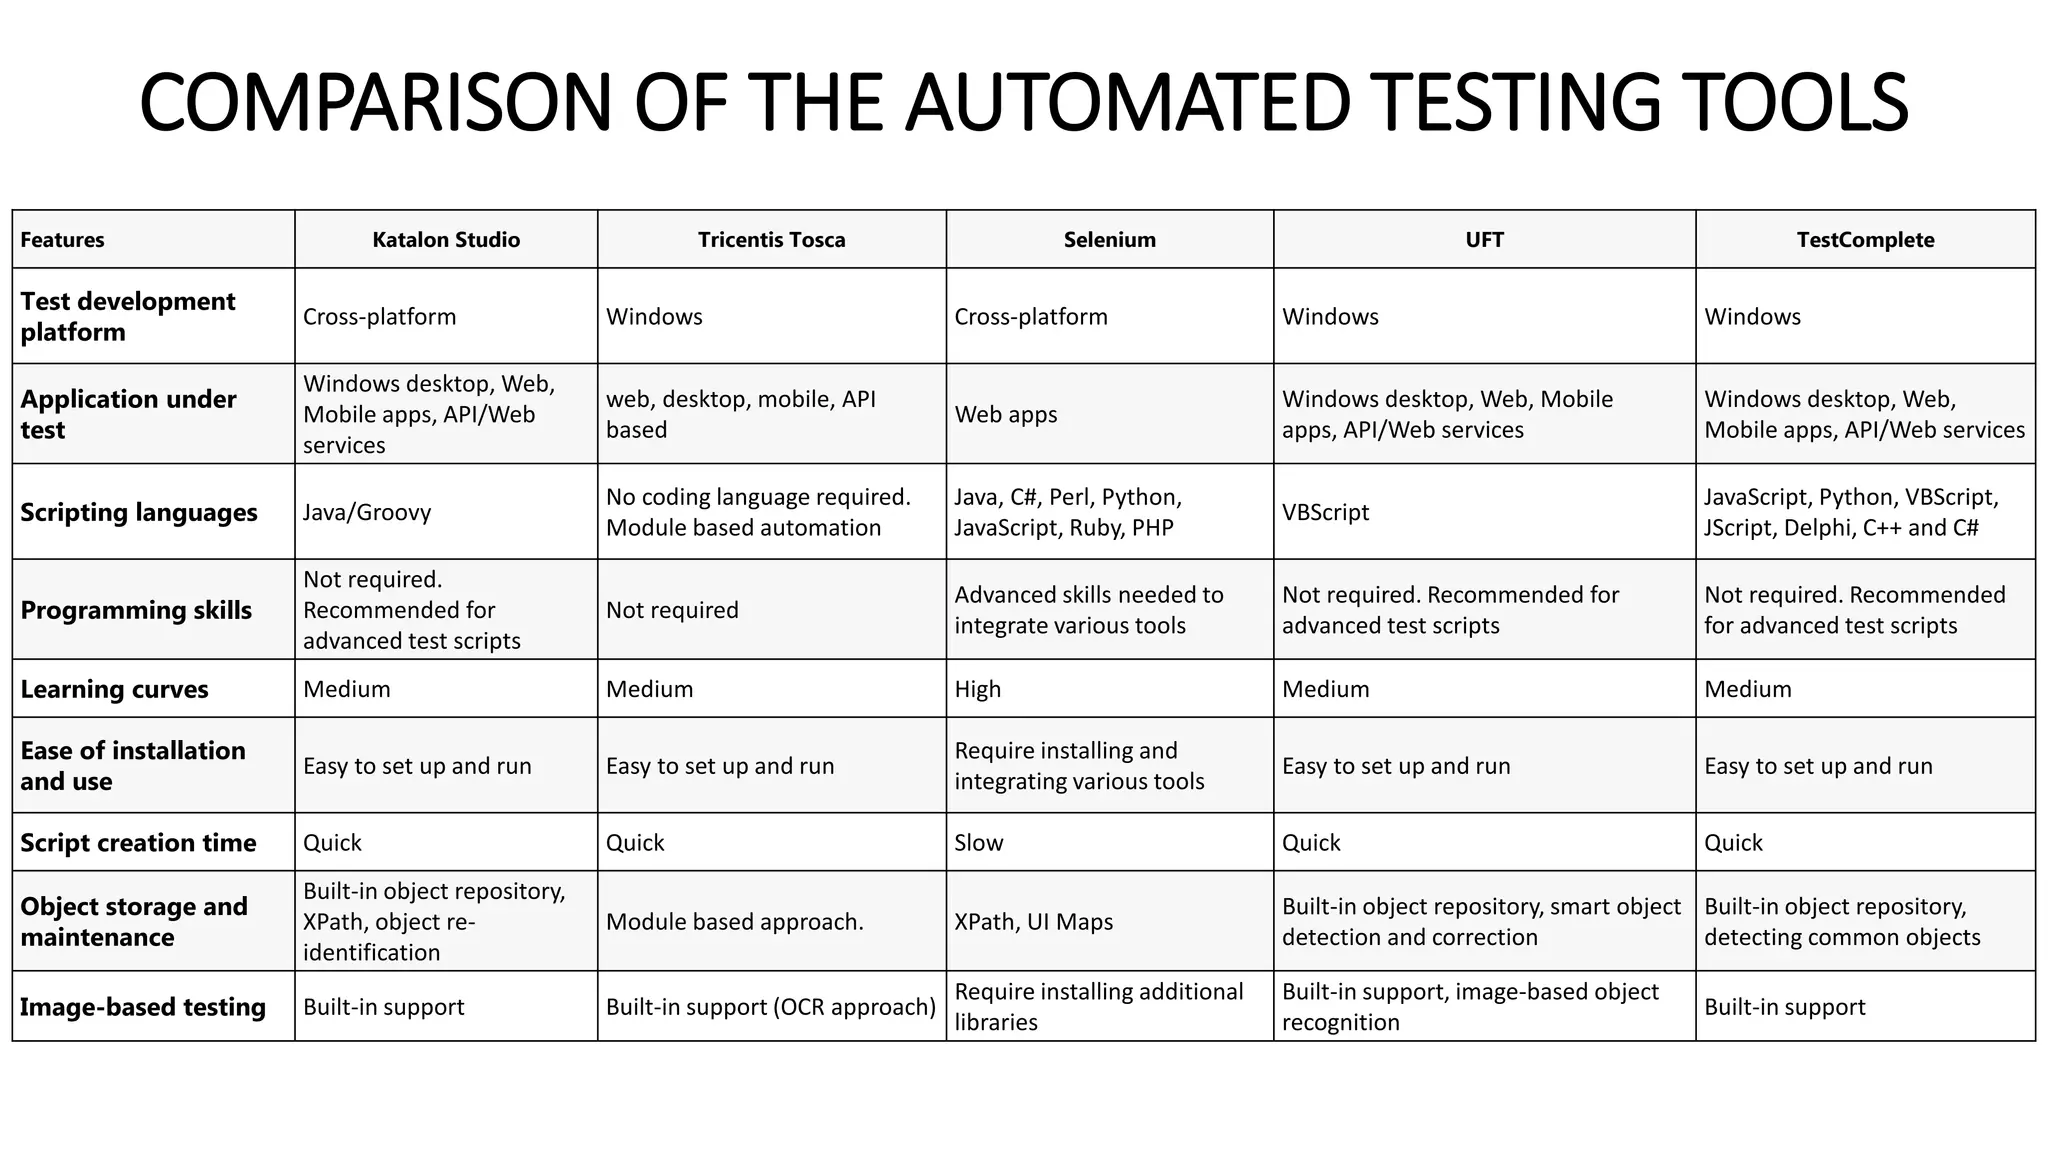 COMPARISON OF THE AUTOMATED TESTING TOOLS
Features
Katalon Studio
Tricentis Tosca
Selenium
UFT
TestComplete
Test development
platform
Cross-platform
Windows
Cross-platform
Windows
Windows
Application under
test
Windows desktop, Web,
Mobile apps, API/Web
services
web, desktop, mobile, API
based
Web apps
Windows desktop, Web, Mobile
apps, API/Web services
Windows desktop, Web,
Mobile apps, API/Web services
Scripting languages
Java/Groovy
No coding language required.
Module based automation
Java, C#, Perl, Python,
JavaScript, Ruby, PHP
VBScript
JavaScript, Python, VBScript,
JScript, Delphi, C++ and C#
Programming skills
Not required.
Recommended for
advanced test scripts
Not required
Advanced skills needed to
integrate various tools
Not required. Recommended for
advanced test scripts
Not required. Recommended
for advanced test scripts
Learning curves
Medium
Medium
High
Medium
Medium
Ease of installation
and use
Easy to set up and run
Easy to set up and run
Require installing and
integrating various tools
Easy to set up and run
Easy to set up and run
Script creation time
Quick
Quick
Slow
Quick
Quick
Object storage and
maintenance
Built-in object repository,
XPath, object re-
identification
Module based approach.
XPath, UI Maps
Built-in object repository, smart object
detection and correction
Built-in object repository,
detecting common objects
Image-based testing
Built-in support
Built-in support (OCR approach)
Require installing additional
libraries
Built-in support, image-based object
recognition
Built-in support